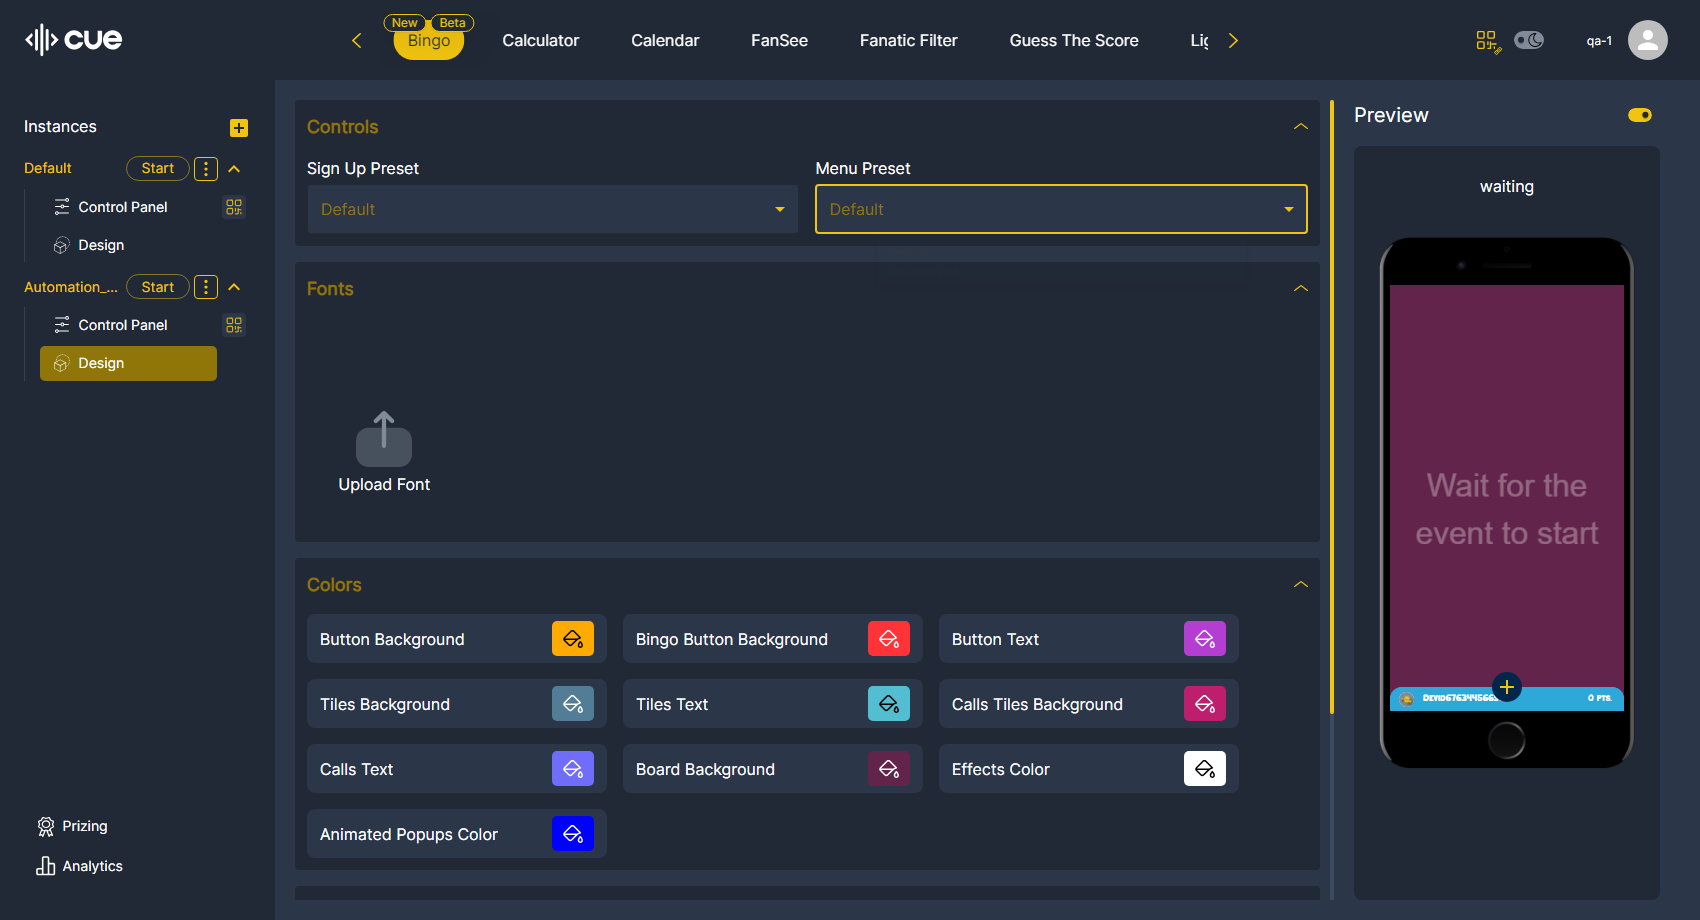 cue
New
Beta
Bingo
Calculator
Calendar
FanSee
Fanatic Filter
Guess The Score
Lig
qa-1
Instances
Default
Start
Control Panel
Design
Automation_...
Start
Control Panel
Design
Prizing
Analytics
Controls
Sign Up Preset
Menu Preset
Default
Default
Fonts
Upload Font
Colors
Button Background
Bingo Button Background
Button Text
Tiles Background
Tiles Text
Calls Tiles Background
Calls Text
Board Background
Effects Color
Animated Popups Color
Preview
waiting
Wait for the
event to start
0 PTS.